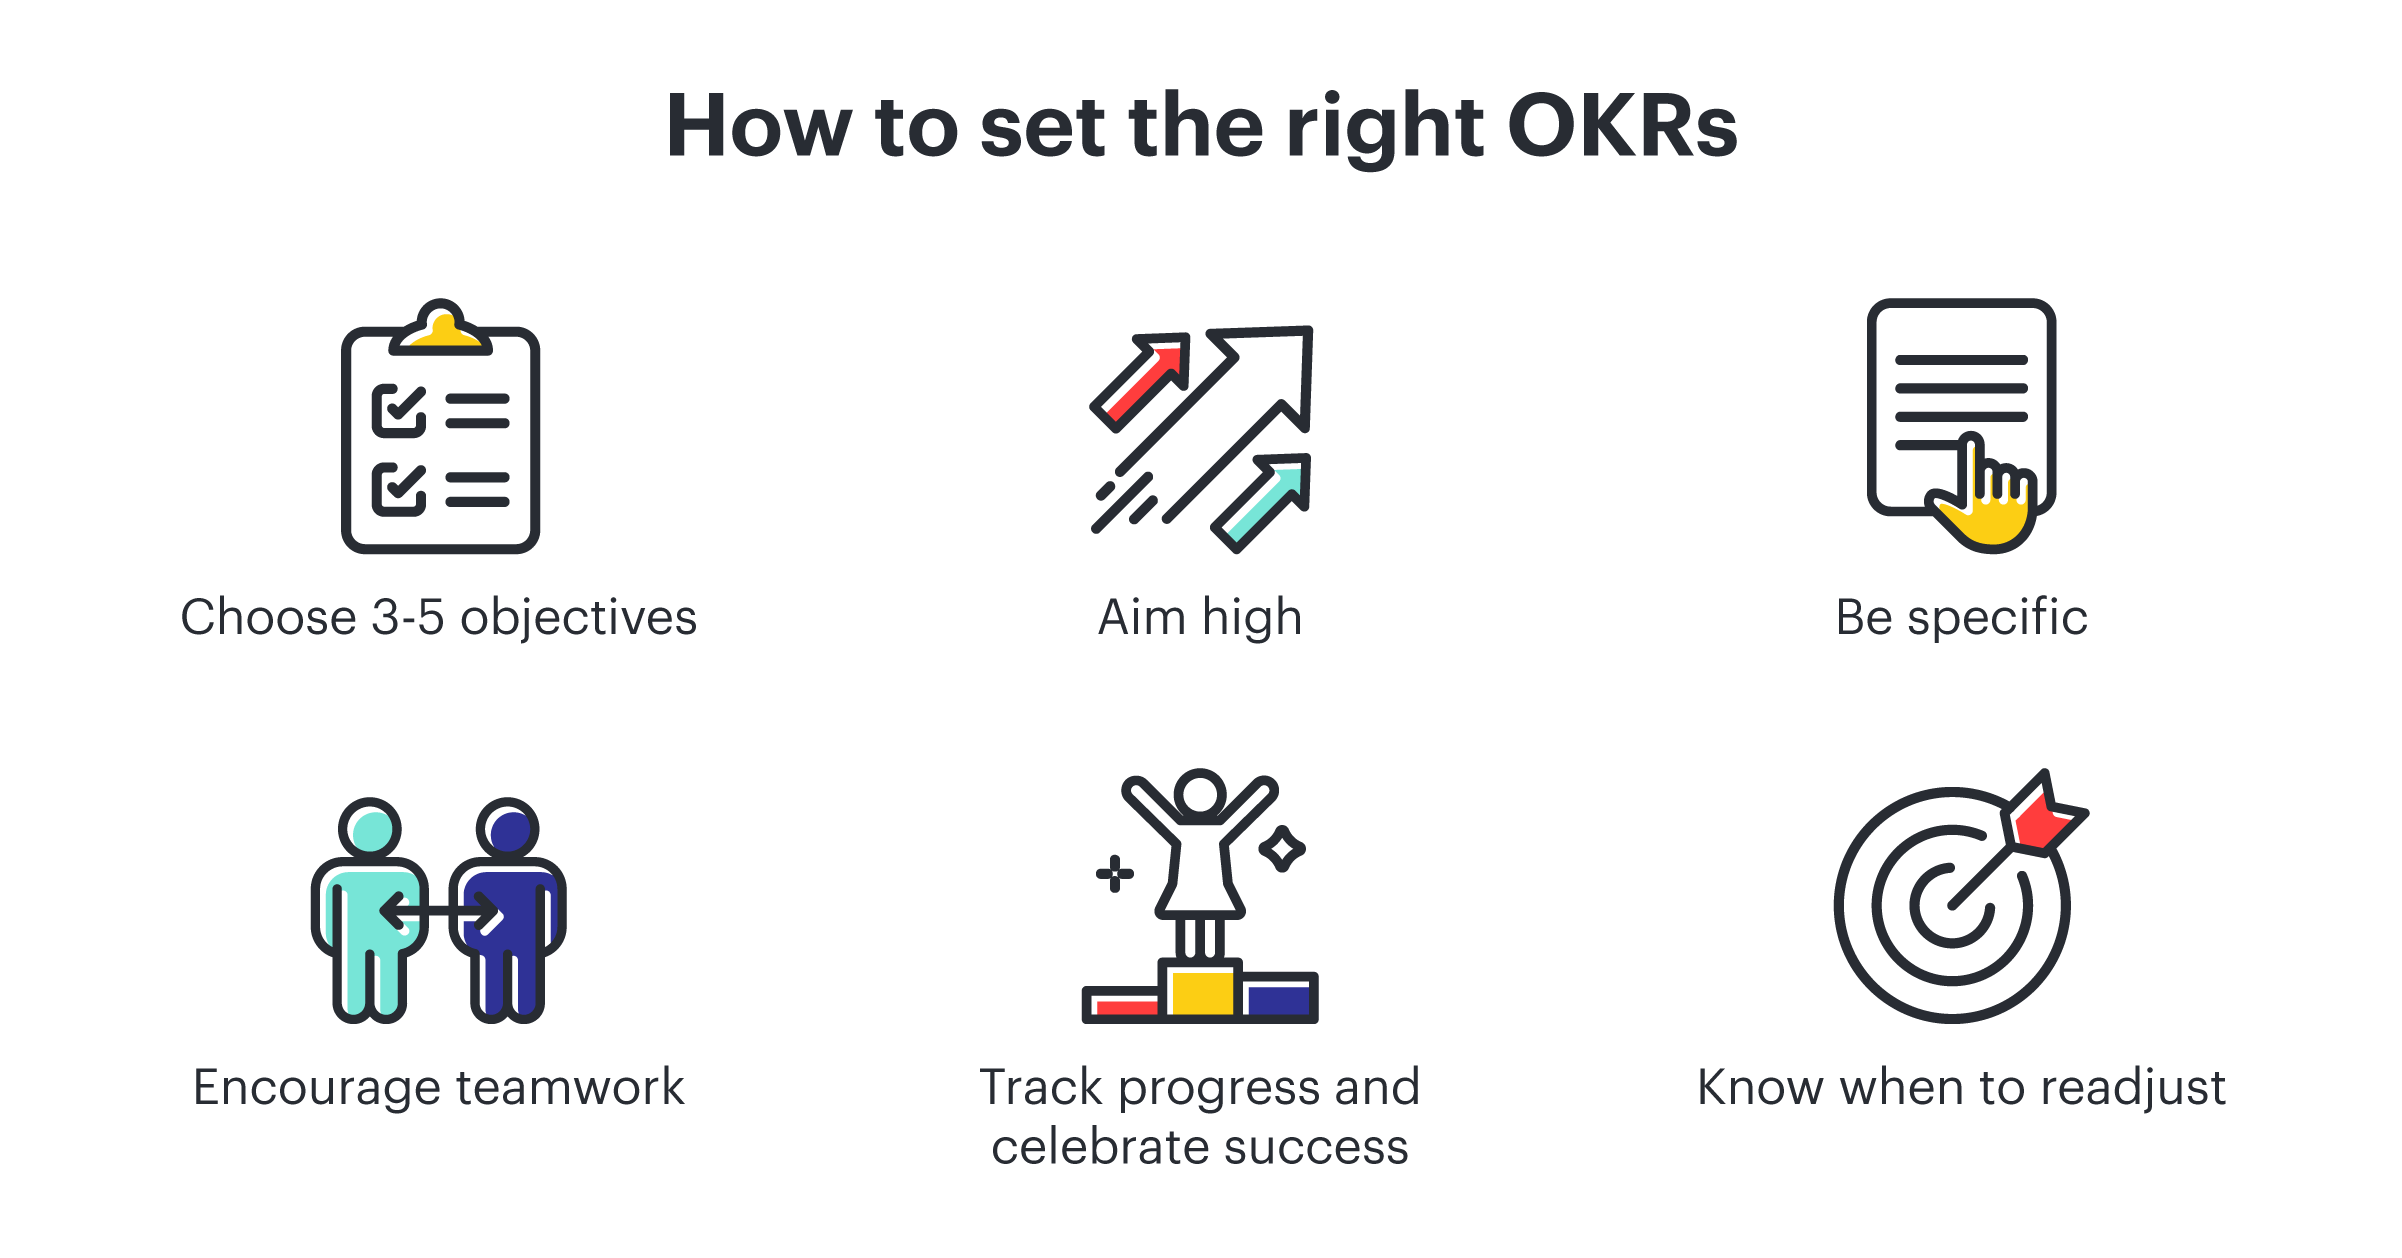 How to set the right OKRs
Choose 3-5 objectives
Aim high
Be specific
Encourage teamwork
Track progress and
celebrate success
Know when to readjust